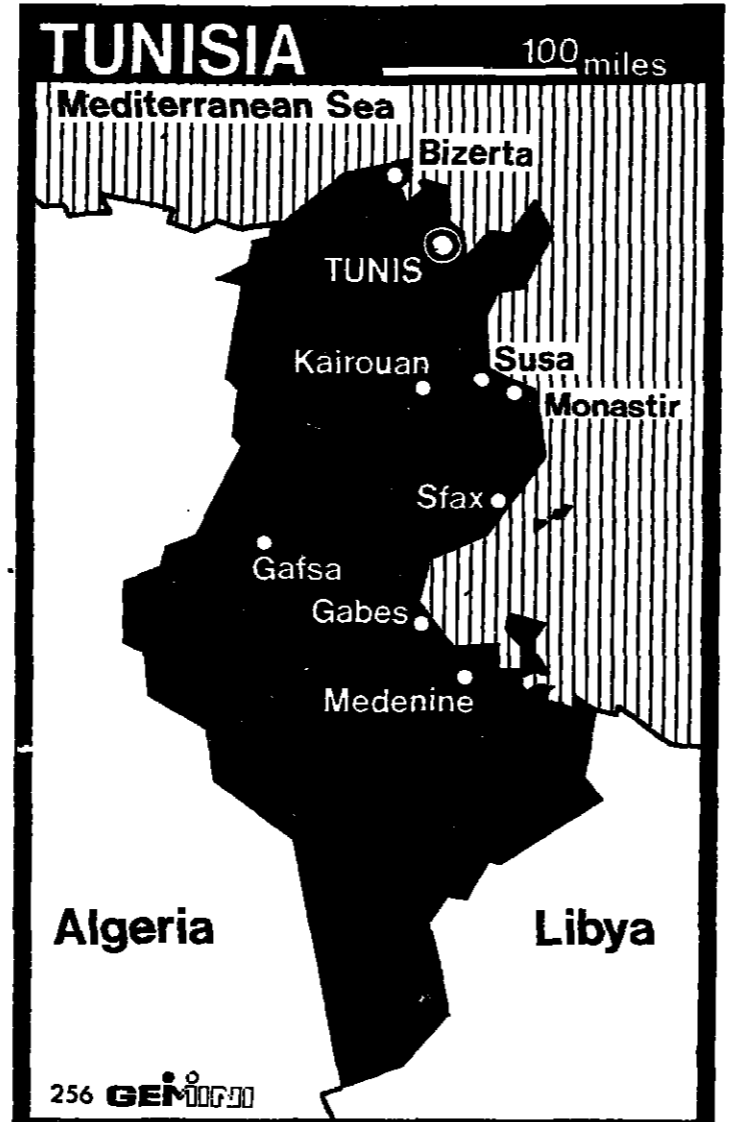 TUNISIA
100 miles
Mediterranean Sea
Bizerta
TUNIS
Kairouan
Susa
Monastir
Sfax
Gafsa
Gabes
Medenine
Algeria
Libya
256 GEMINI